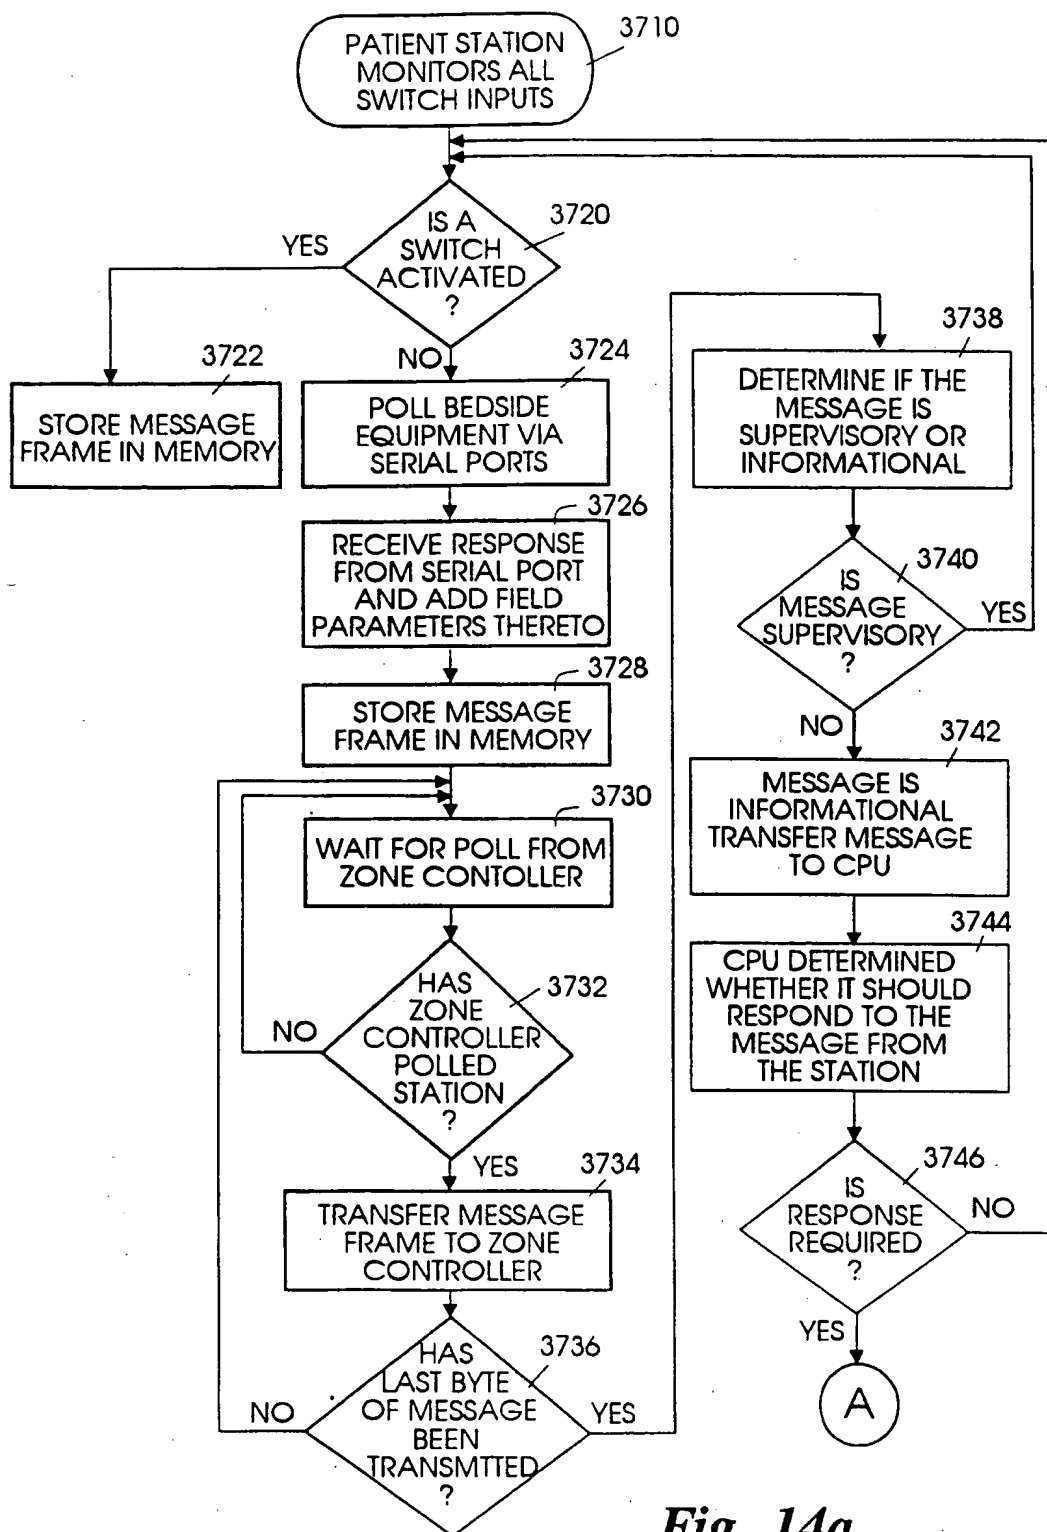 3710
PATIENT STATION
MONITORS ALL
SWITCH INPUTS
3720
IS A
SWITCH
ACTIVATED
?
YES
NO
3722
STORE MESSAGE
FRAME IN MEMORY
3724
POLL BEDSIDE
EQUIPMENT VIA
SERIAL PORTS
3726
RECEIVE RESPONSE
FROM SERIAL PORT
AND ADD FIELD
PARAMETERS THERETO
3728
STORE MESSAGE
FRAME IN MEMORY
3730
WAIT FOR POLL FROM
ZONE CONTOLLER
3732
HAS
ZONE
CONTROLLER
POLLED
STATION
?
NO
YES
3734
TRANSFER MESSAGE
FRAME TO ZONE
CONTROLLER
3736
HAS
LAST BYTE
OF MESSAGE
BEEN
TRANSMTTED
?
NO
YES
3738
DETERMINE IF THE
MESSAGE IS
SUPERVISORY OR
INFORMATIONAL
3740
IS
MESSAGE
SUPERVISORY
?
YES
NO
3742
MESSAGE IS
INFORMATIONAL
TRANSFER MESSAGE
TO CPU
3744
CPU DETERMINED
WHETHER IT SHOULD
RESPOND TO THE
MESSAGE FROM
THE STATION
3746
IS
RESPONSE
REQUIRED
?
NO
YES
A
Fig. 14a